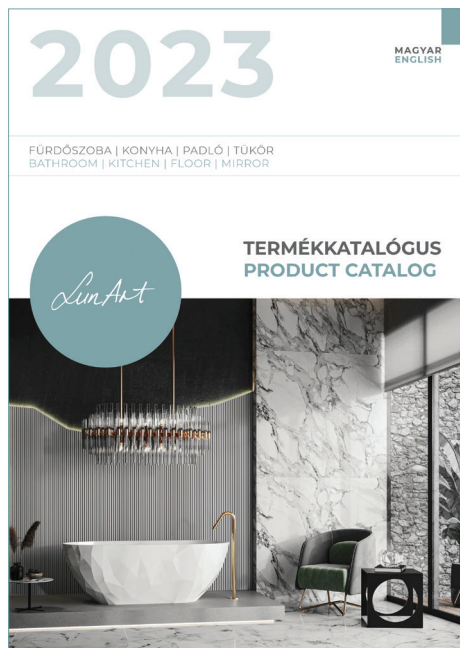 2023
MAGYAR
ENGLISH
FÜRDŐSZOBA | KONYHA | PADLÓ | TÜKÖR
BATHROOM | KITCHEN | FLOOR | MIRROR
TERMÉKKATALÓGUS
PRODUCT CATALOG
LunArt